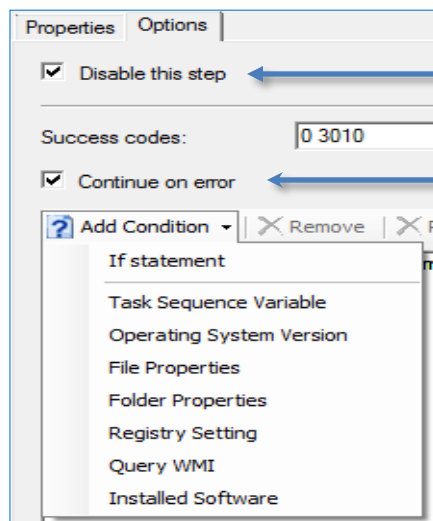 Properties Options
Disable this step
Success codes: 0 3010
Continue on error
Add Condition Remove
If statement
Task Sequence Variable
Operating System Version
File Properties
Folder Properties
Registry Setting
Query WMI
Installed Software